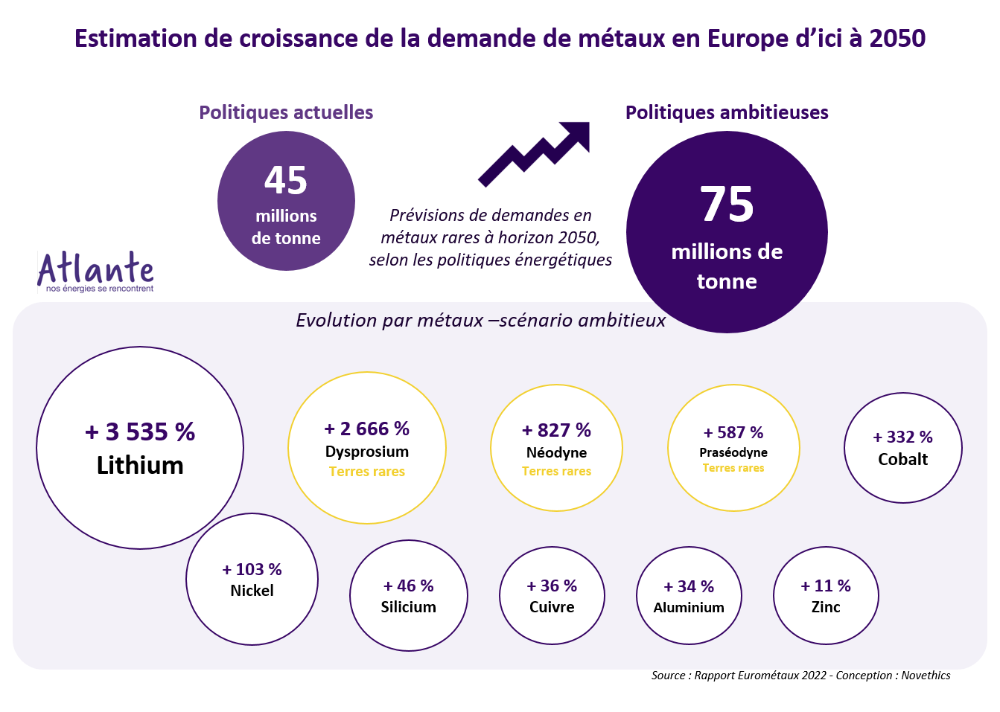 Estimation de croissance de la demande de métaux en Europe d’ici à 2050
Politiques actuelles
45
millions
de tonne
Prévisions de demandes en
métaux rares à horizon 2050,
selon les politiques énergétiques
Politiques ambitieuses
75
millions de
tonne
Atlante
nos énergies se rencontrent
Evolution par métaux –scénario ambitieux
+ 3 535 %
Lithium
+ 2 666 %
Dysprosium
Terres rares
+ 827 %
Néodyne
Terres rares
+ 587 %
Praséodyne
Terres rares
+ 332 %
Cobalt
+ 103 %
Nickel
+ 46 %
Silicium
+ 36 %
Cuivre
+ 34 %
Aluminium
+ 11 %
Zinc
Source : Rapport Eurométaux 2022 - Conception : Novethics